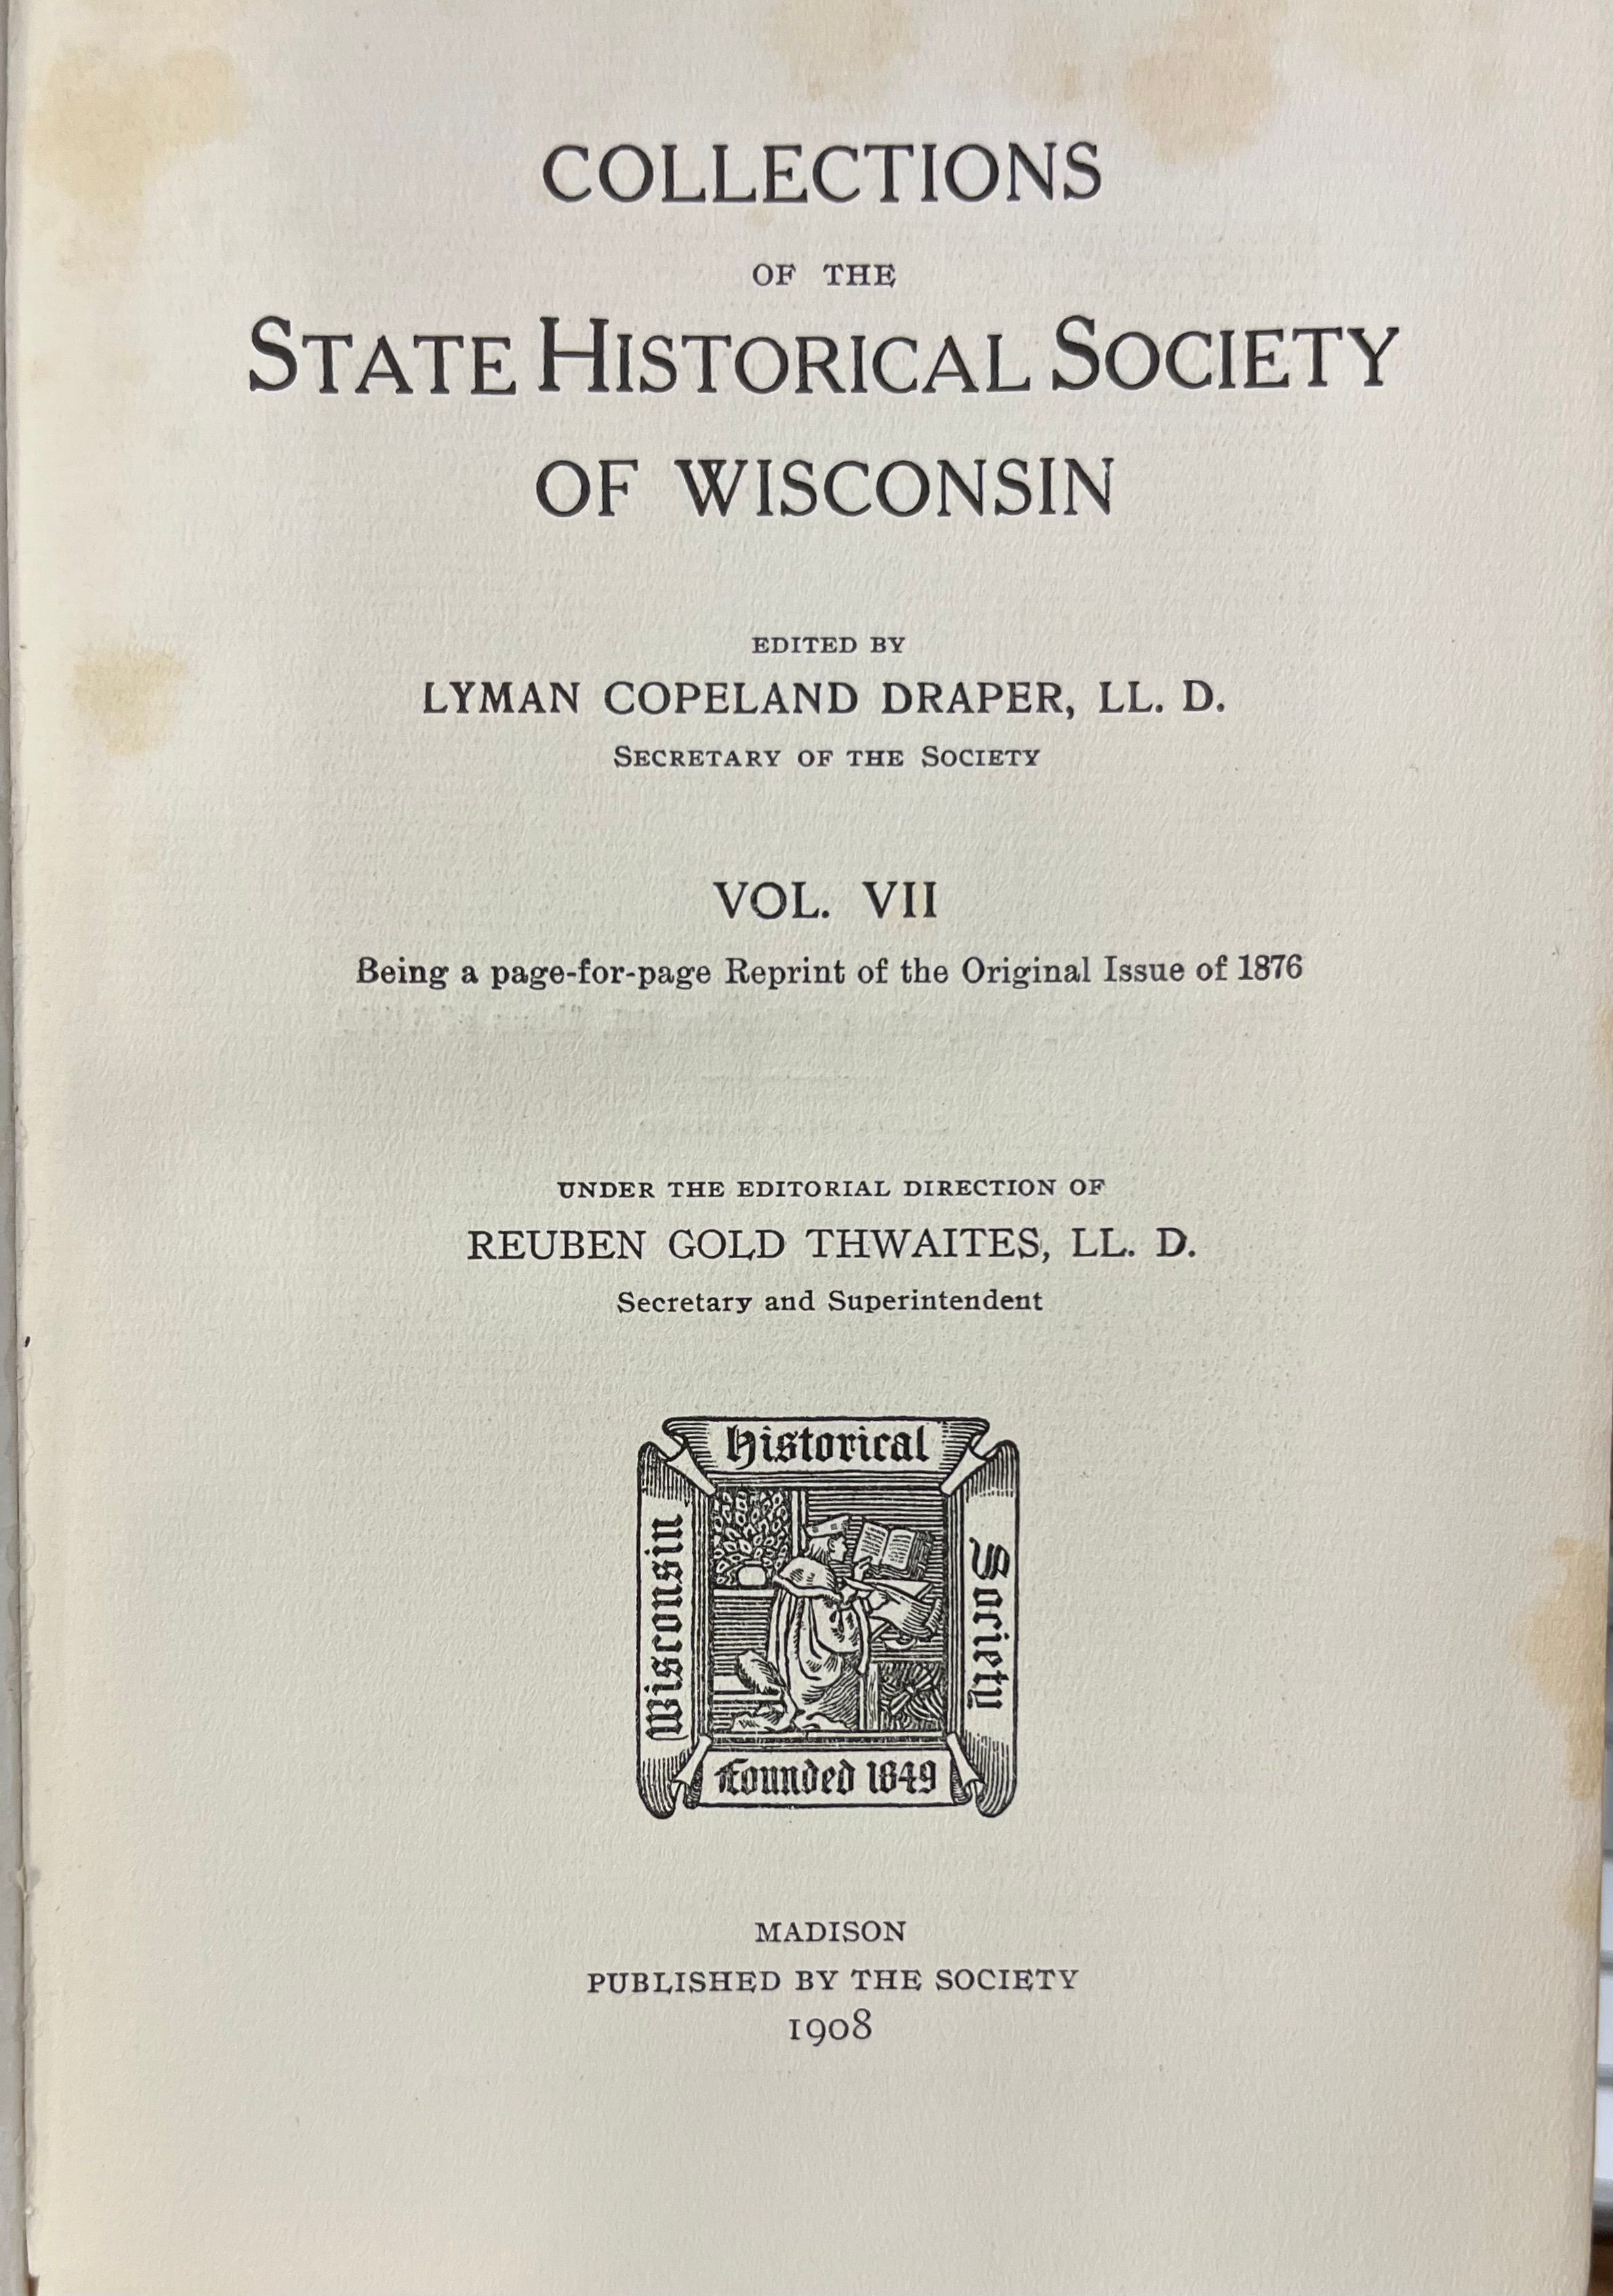 COLLECTIONS
OF THE
STATE HISTORICAL SOCIETY
OF WISCONSIN
EDITED BY
LYMAN COPELAND DRAPER, LL. D.
SECRETARY OF THE SOCIETY
VOL. VII
Being a page-for-page Reprint of the Original Issue of 1876
UNDER THE EDITORIAL DIRECTION OF
REUBEN GOLD THWAITES, LL. D.
Secretary and Superintendent
Wisconsin
Historical
Society
Founded 1849
MADISON
PUBLISHED BY THE SOCIETY
1908